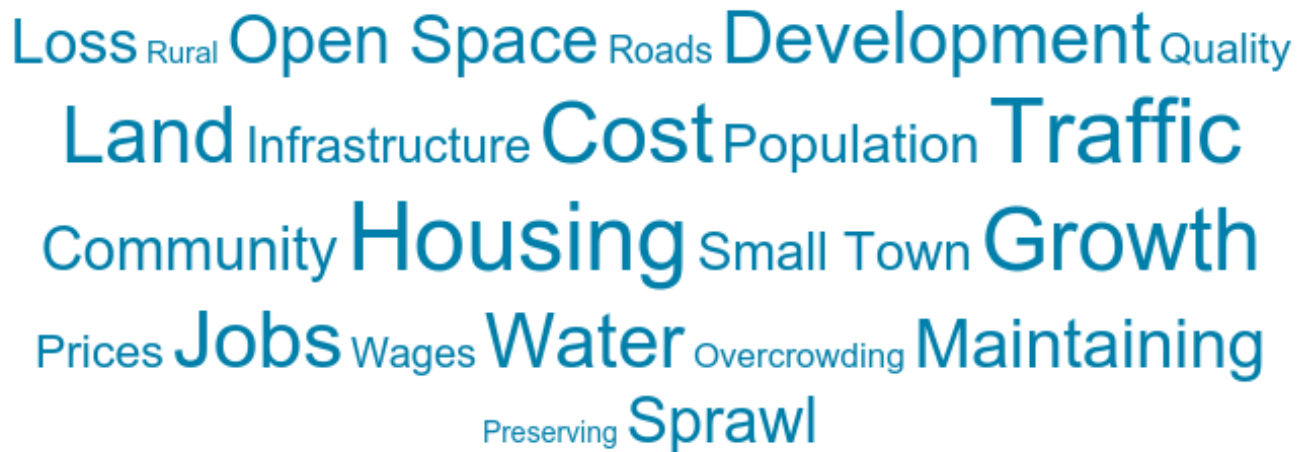 Loss Rural Open Space Roads Development Quality
Land Infrastructure Cost Population Traffic
Community Housing Small Town Growth
Prices Jobs Wages Water Overcrowding Maintaining
Preserving Sprawl